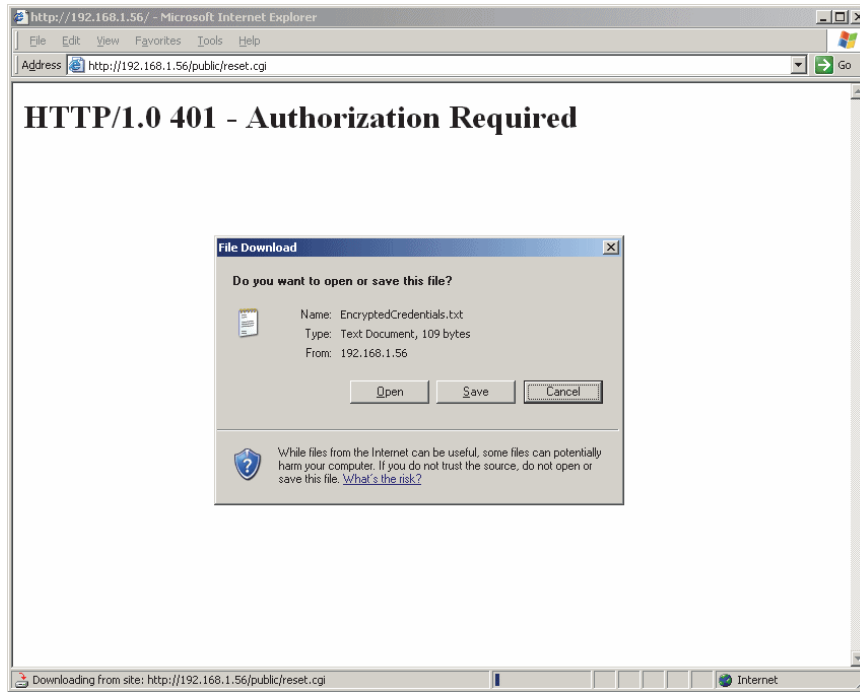 http://192.168.1.56/ - Microsoft Internet Explorer
File Edit View Favorites Tools Help
Address http://192.168.1.56/public/reset.cgi Go
HTTP/1.0 401 - Authorization Required
File Download
Do you want to open or save this file?
Name: EncryptedCredentials.txt
Type: Text Document, 109 bytes
From: 192.168.1.56
Open Save Cancel
While files from the Internet can be useful, some files can potentially
harm your computer. If you do not trust the source, do not open or
save this file. What's the risk?
Downloading from site: http://192.168.1.56/public/reset.cgi Internet